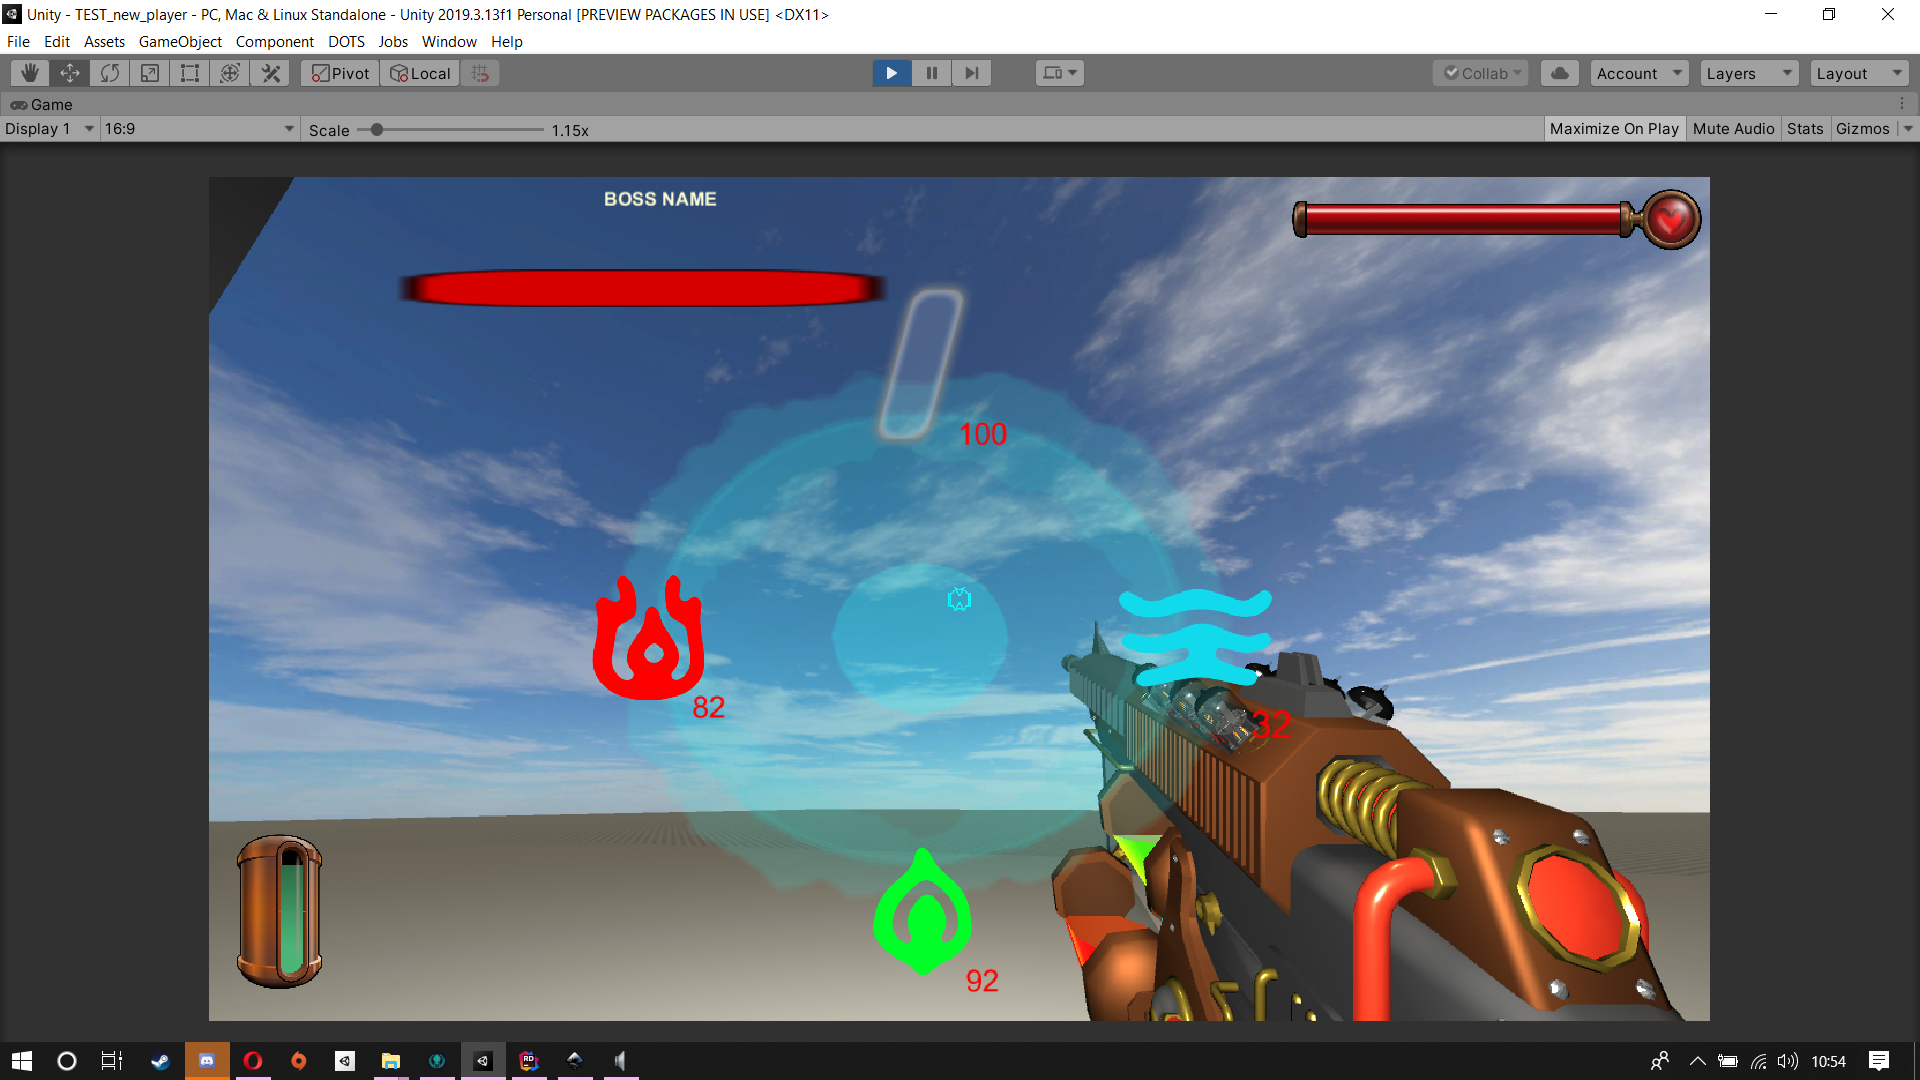 Unity - TEST_new_player - PC, Mac & Linux Standalone - Unity 2019.3.13f1 Personal [PREVIEW PACKAGES IN USE] <DX11>
File Edit Assets GameObject Component DOTS Jobs Window Help
Pivot Local Collab Account Layers Layout
Game
Display 1 16:9 Scale 1.15x Maximize On Play Mute Audio Stats Gizmos
BOSS NAME
100
82
32
92
RD
10:54